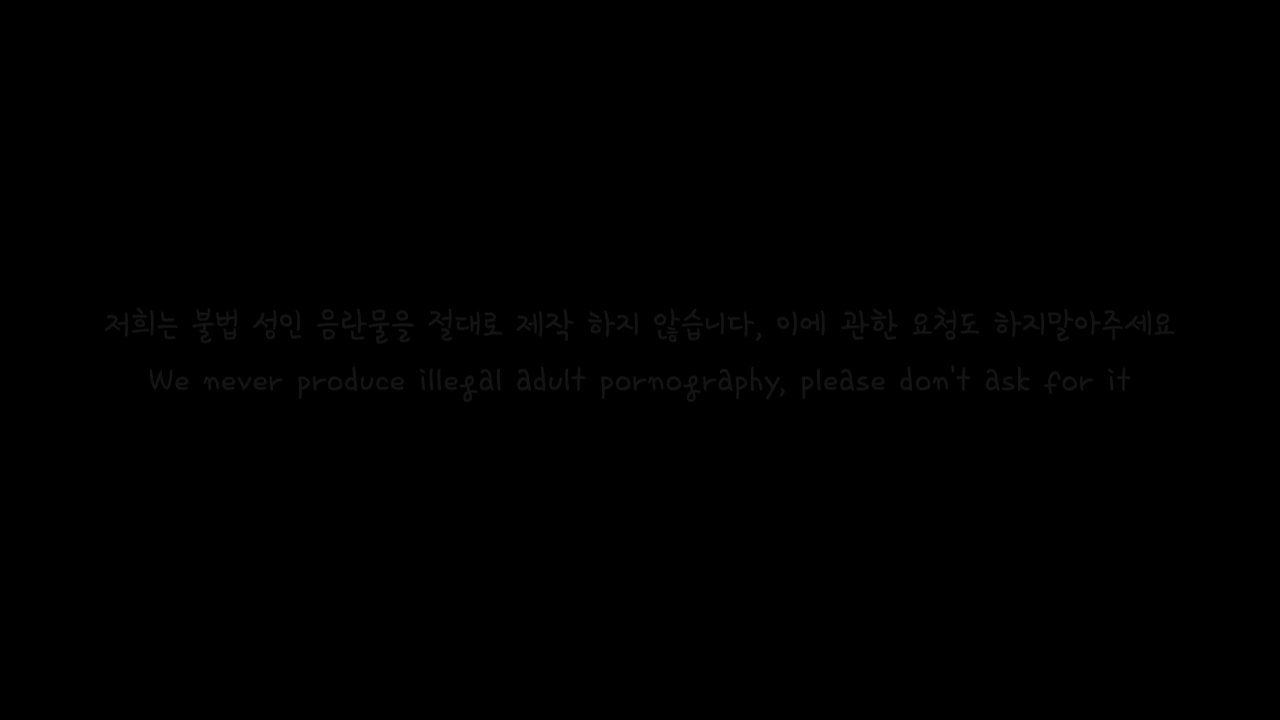 저희는 불법 성인 음란물을 절대로 제작 하지 않습니다, 이에 관한 요청도 하지말아주세요
We never produce illegal adult pornography, please don't ask for it